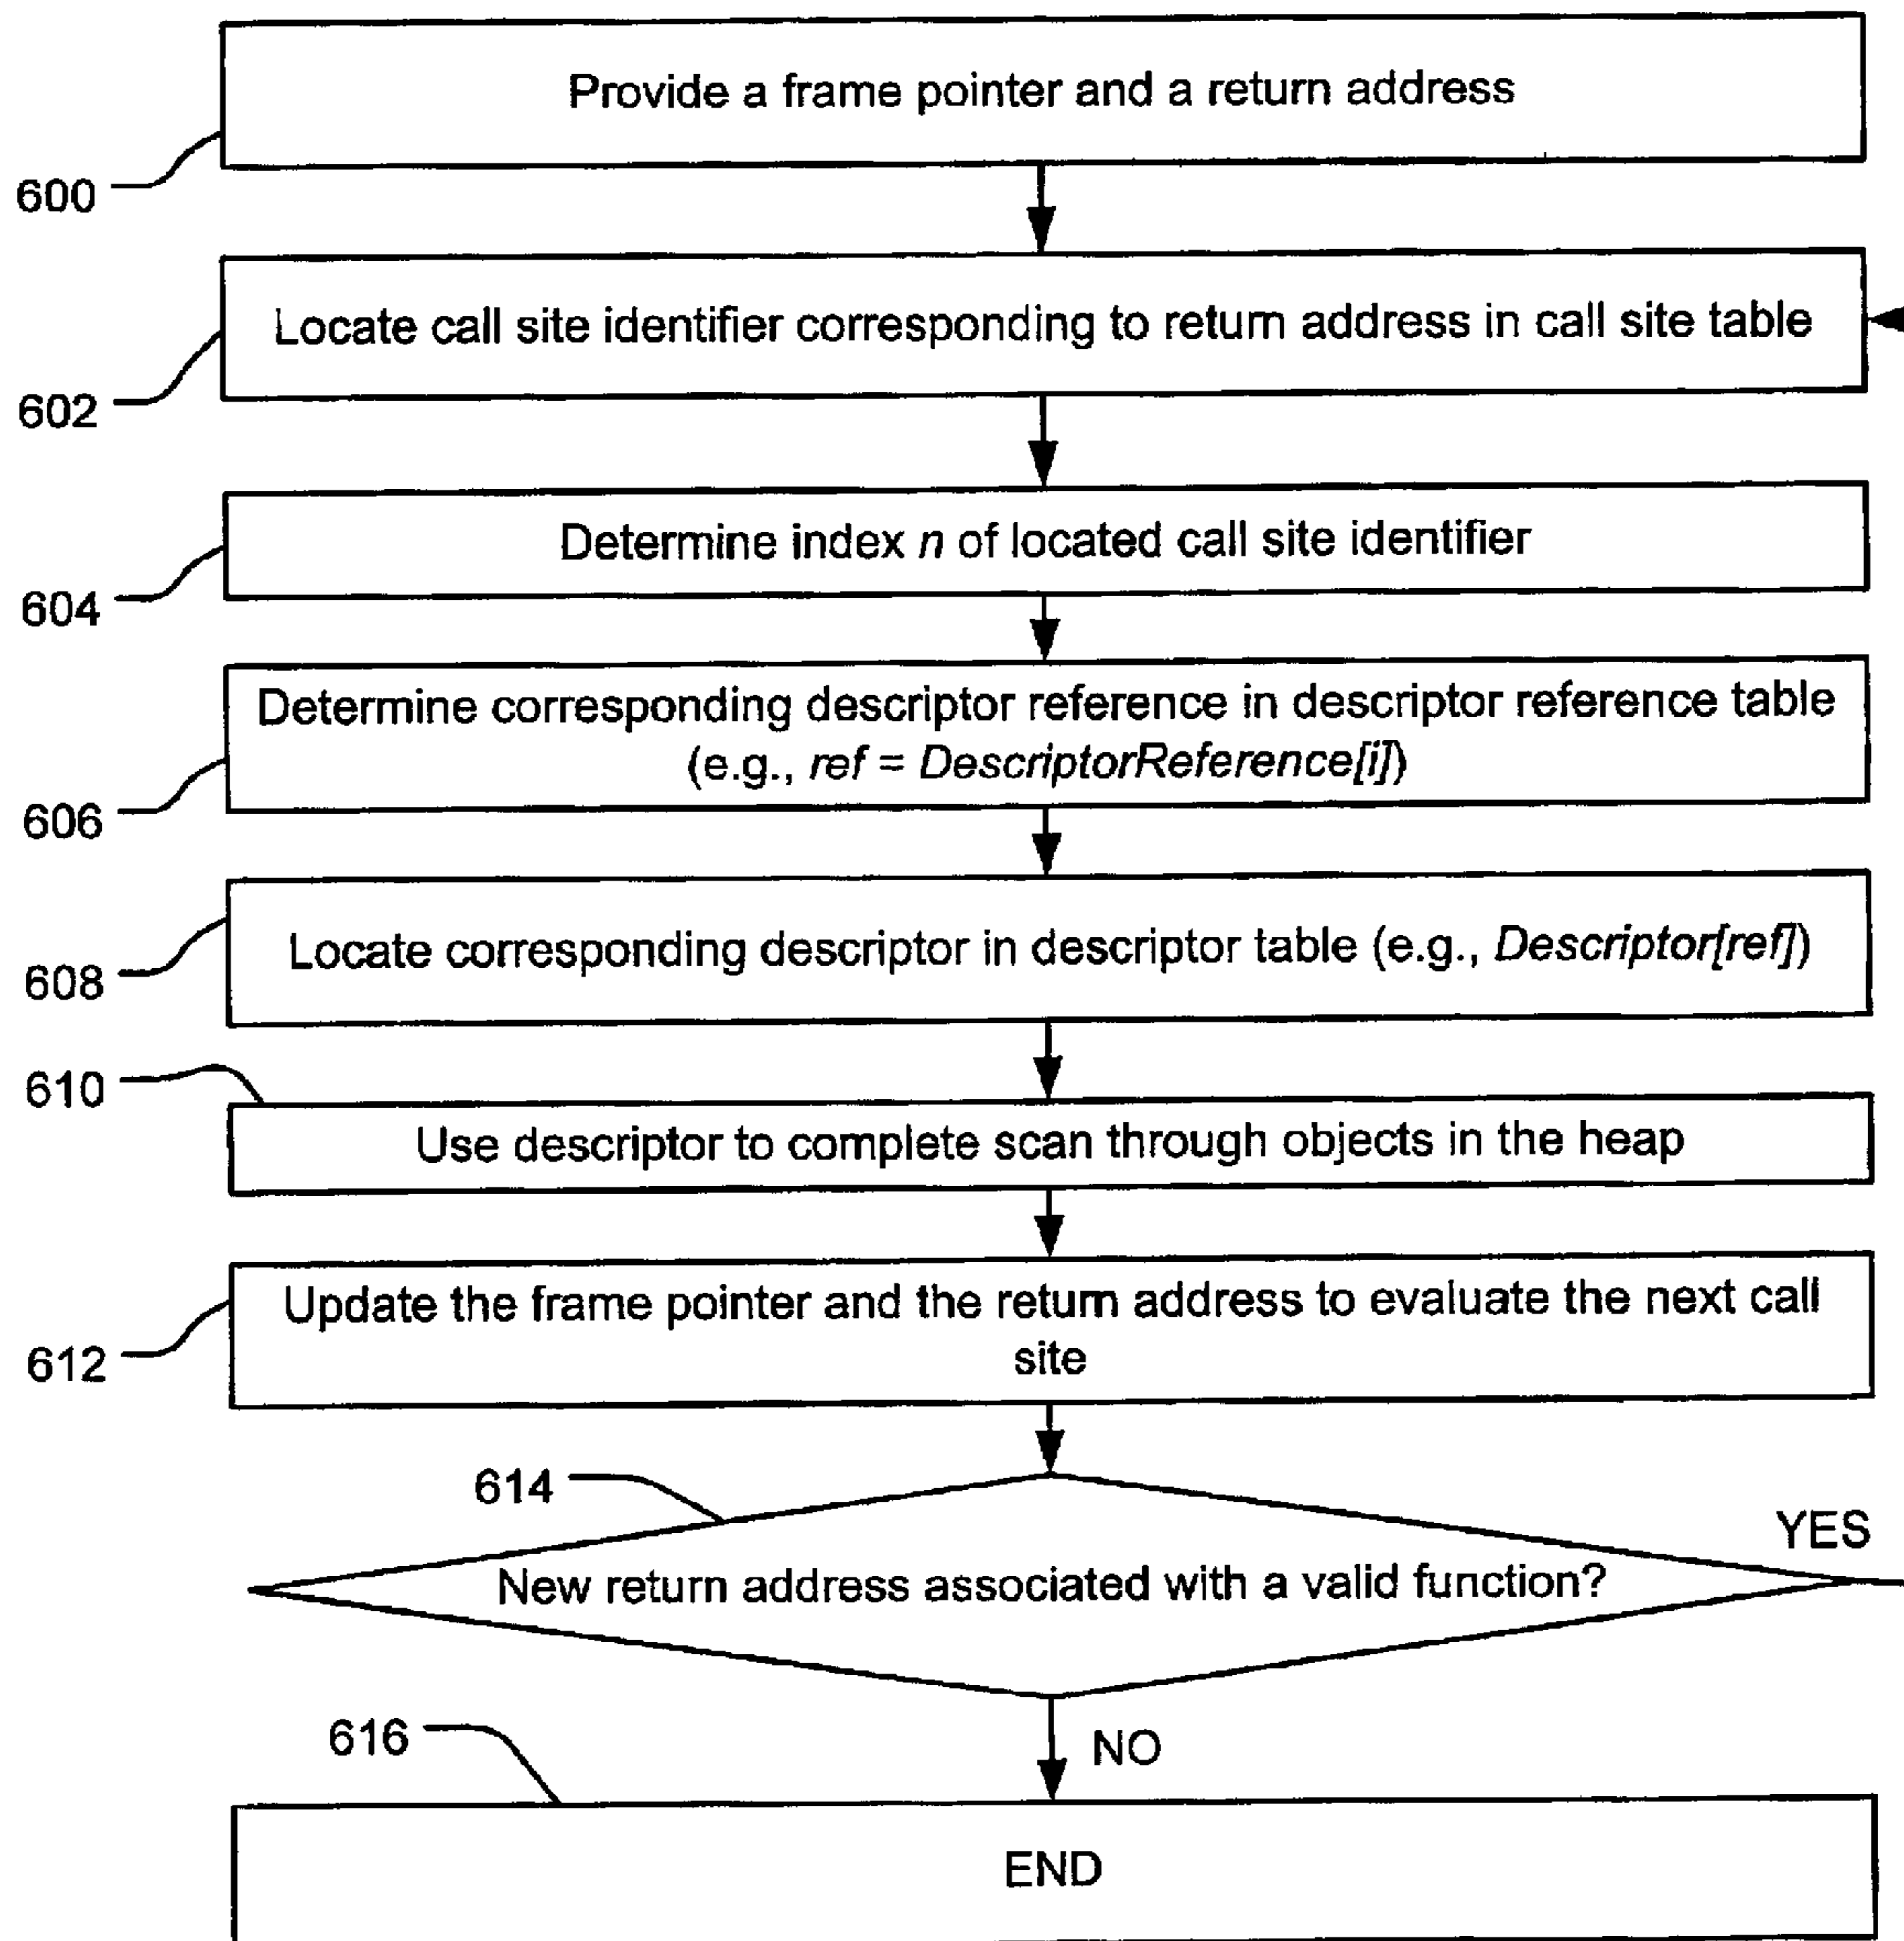 Provide a frame pointer and a return address
600
Locate call site identifier corresponding to return address in call site table
602
Determine index n of located call site identifier
604
Determine corresponding descriptor reference in descriptor reference table
(e.g., ref = DescriptorReference[i])
606
Locate corresponding descriptor in descriptor table (e.g., Descriptor[ref])
608
610
Use descriptor to complete scan through objects in the heap
Update the frame pointer and the return address to evaluate the next call
site
612
614
YES
New return address associated with a valid function?
616
NO
END